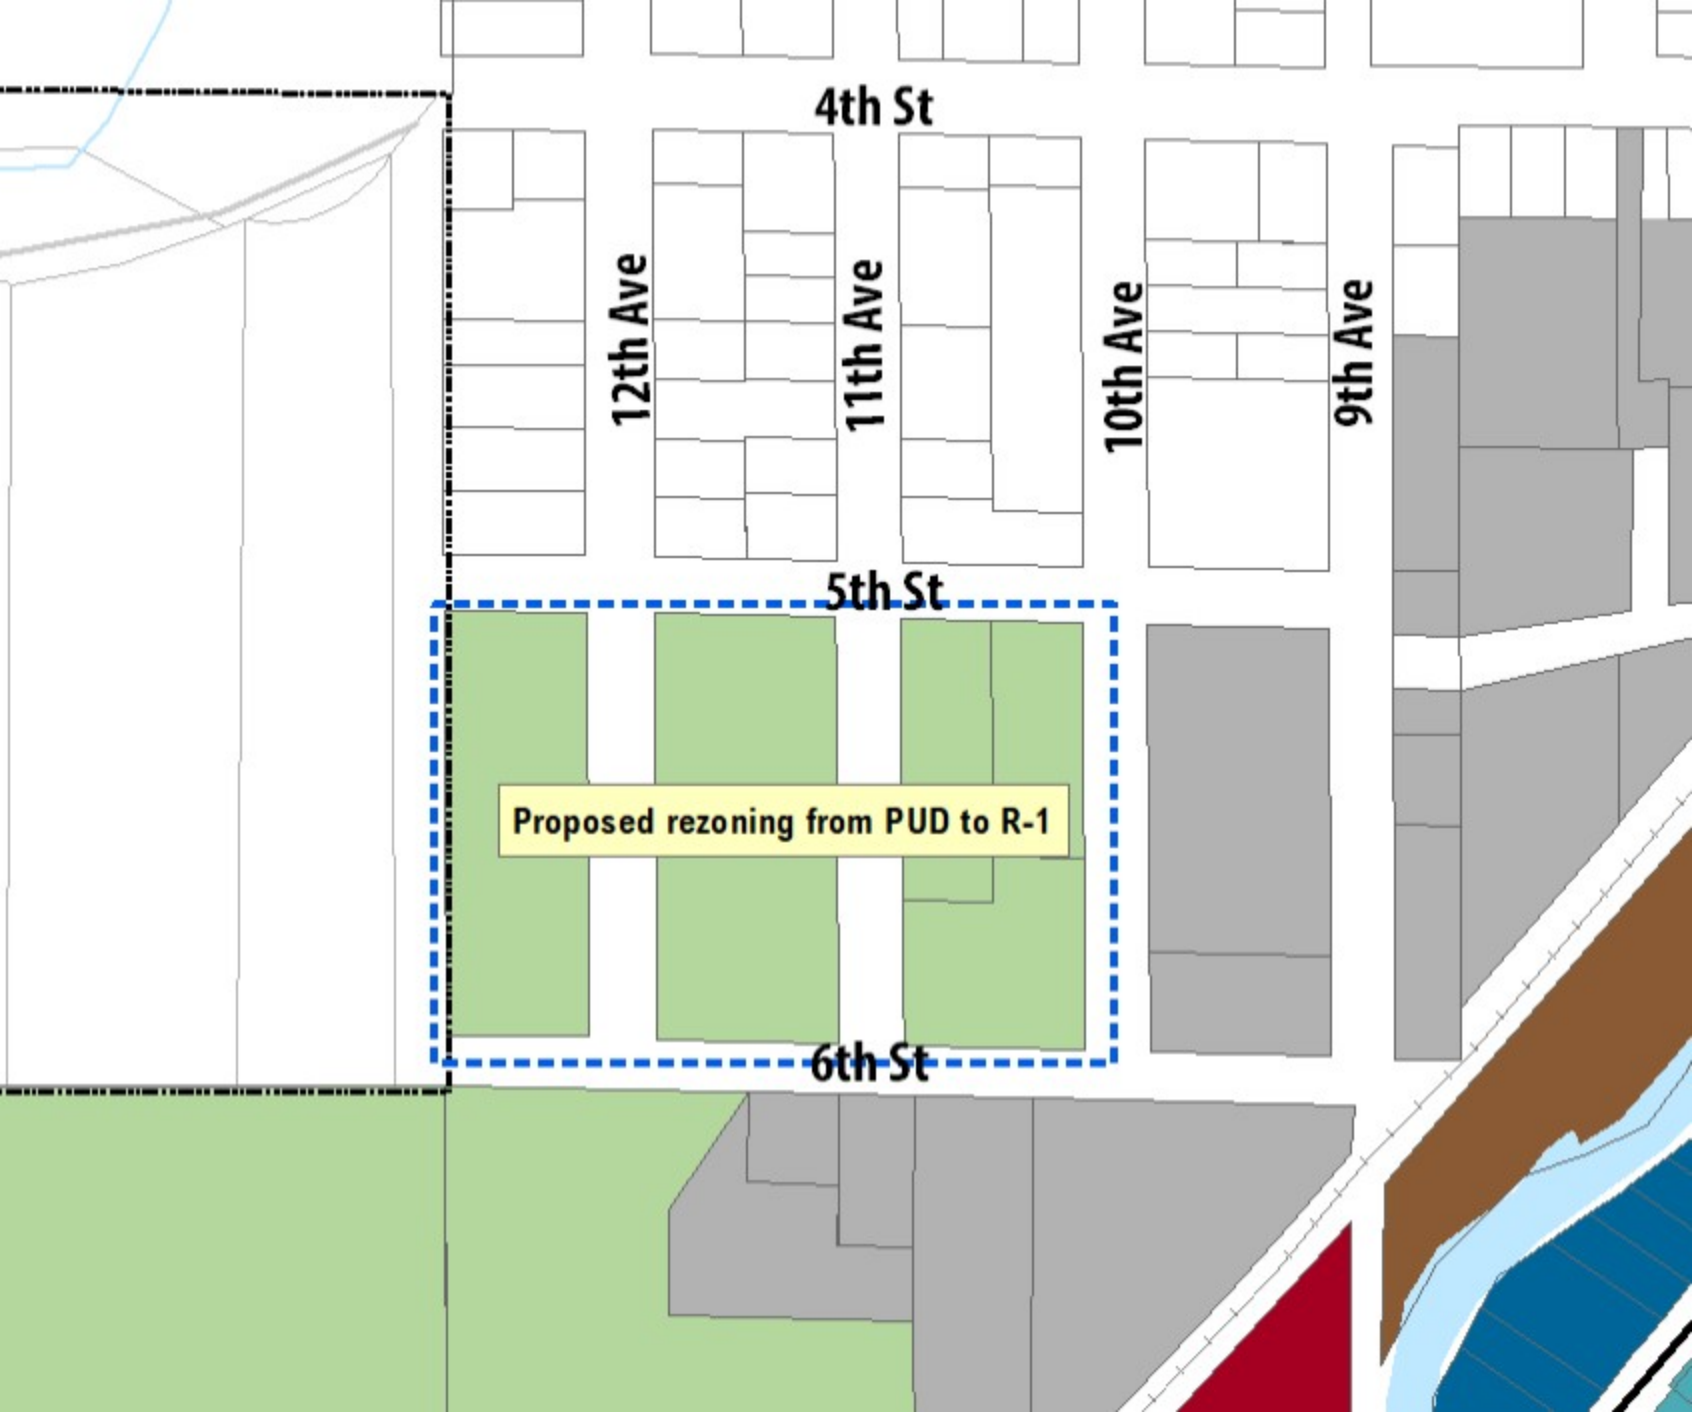 4th St
12th Ave
11th Ave
10th Ave
9th Ave
5th St
Proposed rezoning from PUD to R-1
6th St